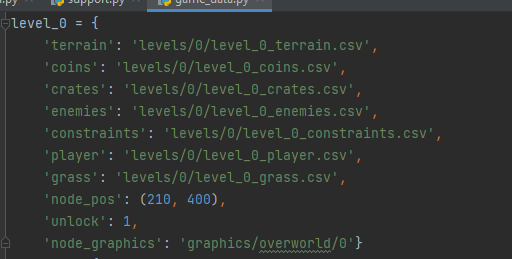 .py support.py game_data.py
level_0 = {
'terrain': 'levels/0/level_0_terrain.csv',
'coins': 'levels/0/level_0_coins.csv',
'crates': 'levels/0/level_0_crates.csv',
'enemies': 'levels/0/level_0_enemies.csv',
'constraints': 'levels/0/level_0_constraints.csv',
'player': 'levels/0/level_0_player.csv',
'grass': 'levels/0/level_0_grass.csv',
'node_pos': (210, 400),
'unlock': 1,
'node_graphics': 'graphics/overworld/0'}